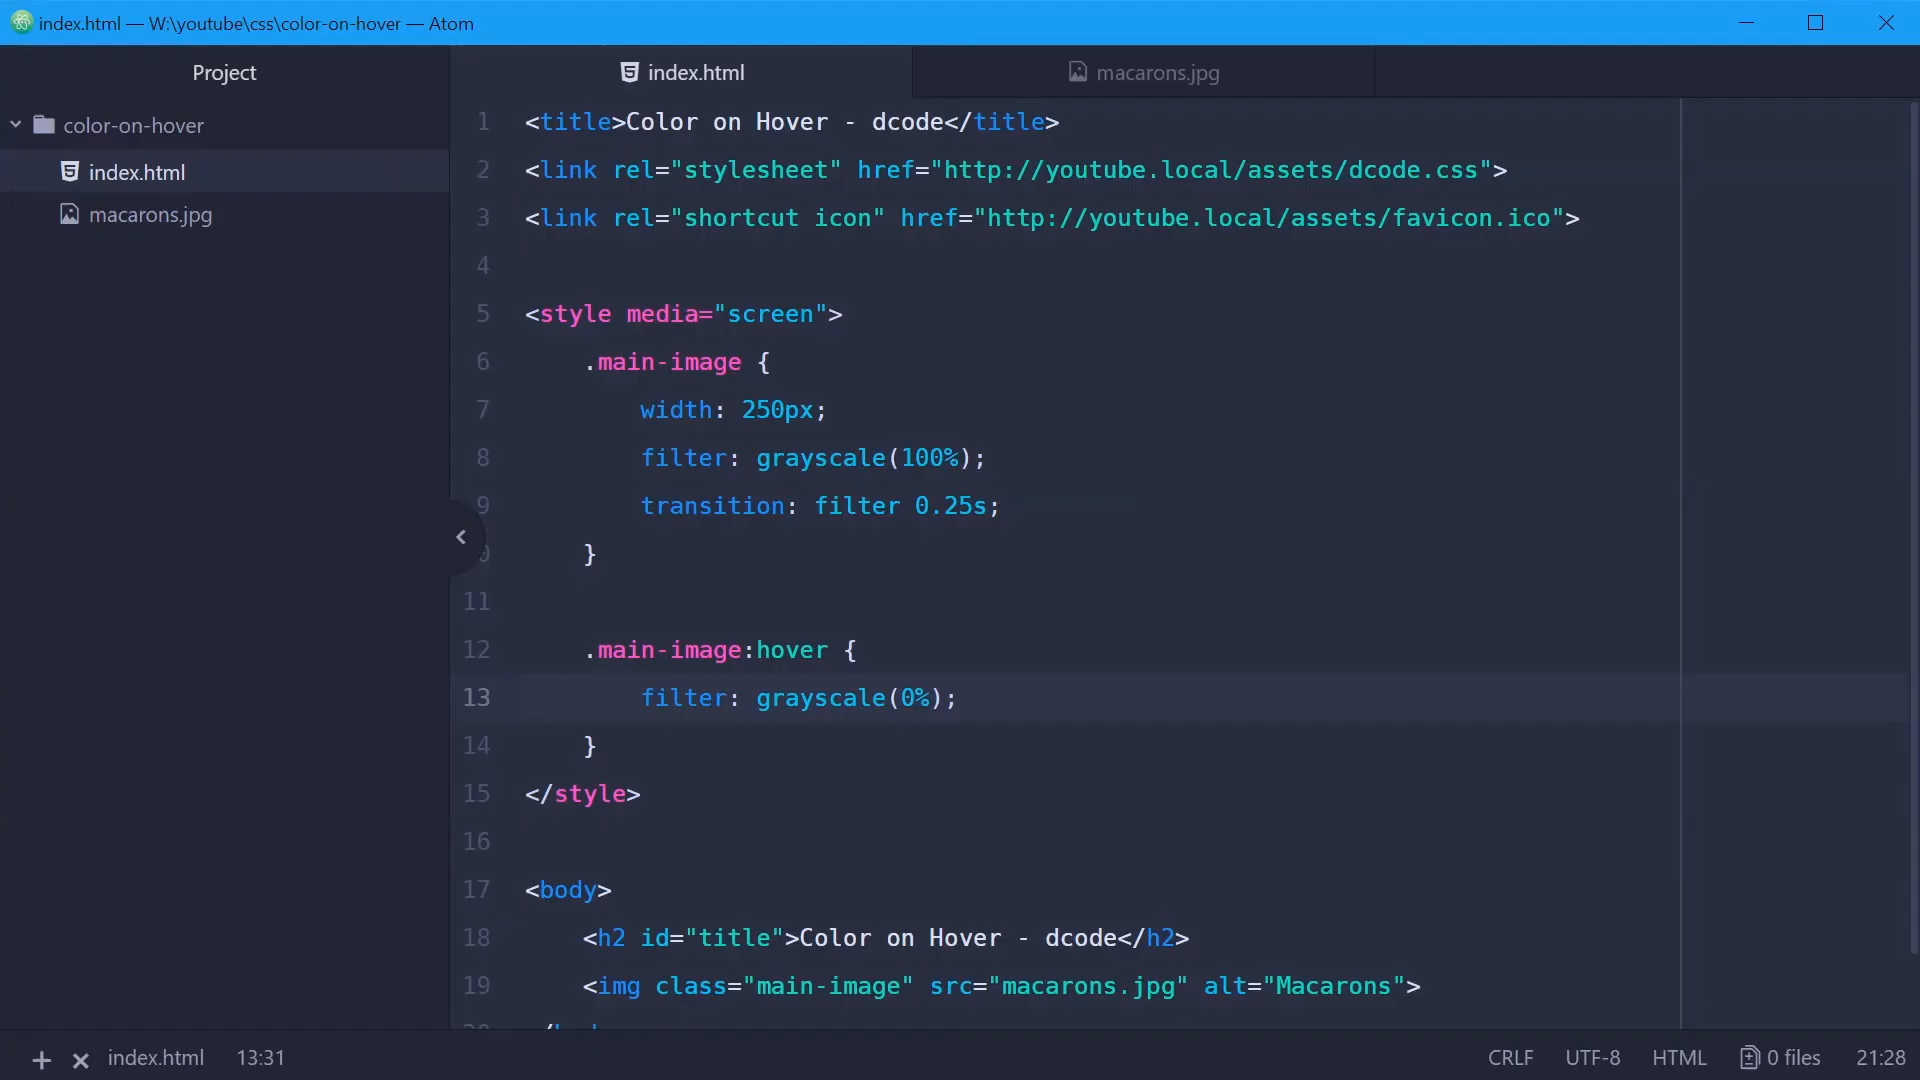 index.html — W:\youtube\css\color-on-hover — Atom
Project
index.html
macarons.jpg
color-on-hover
index.html
macarons.jpg
1 <title>Color on Hover - dcode</title>
2 <link rel="stylesheet" href="http://youtube.local/assets/dcode.css">
3 <link rel="shortcut icon" href="http://youtube.local/assets/favicon.ico">
4
5 <style media="screen">
6 .main-image {
7 width: 250px;
8 filter: grayscale(100%);
9 transition: filter 0.25s;
}
11
12 .main-image:hover {
13 filter: grayscale(0%);
14 }
15 </style>
16
17 <body>
18 <h2 id="title">Color on Hover - dcode</h2>
19 <img class="main-image" src="macarons.jpg" alt="Macarons">
index.html 13:31 CRLF UTF-8 HTML 0 files 21:28